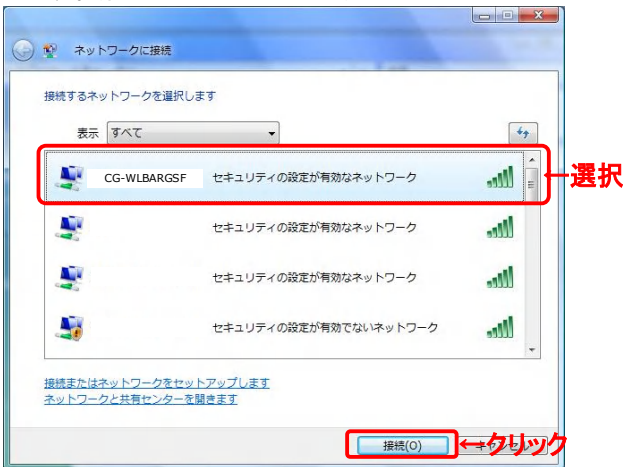 ネットワークに接続
接続するネットワークを選択します
表示 すべて
CG-WLBARGSF セキュリティの設定が有効なネットワーク
←選択
セキュリティの設定が有効なネットワーク
セキュリティの設定が有効なネットワーク
セキュリティの設定が有効でないネットワーク
接続またはネットワークをセットアップします
ネットワークと共有センターを開きます
接続(O) ←クリック キャンセル